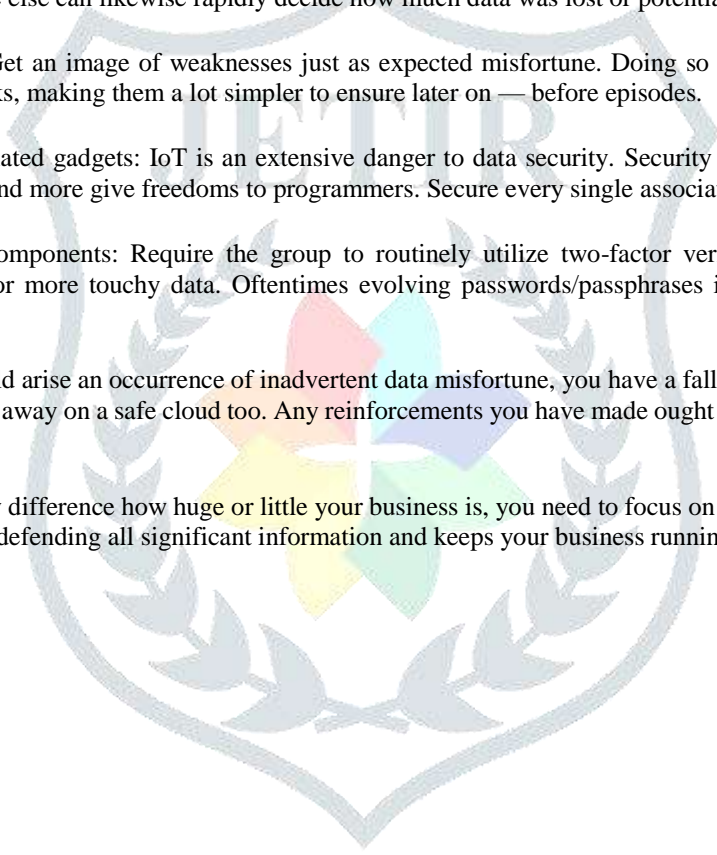 else can likewise rapidly decide how much data was lost or potentia
Get an image of weaknesses just as expected misfortune. Doing so
ks, making them a lot simpler to ensure later on — before episodes.
JETIR
ated gadgets: IoT is an extensive danger to data security. Security
nd more give freedoms to programmers. Secure every single associa
omponents: Require the group to routinely utilize two-factor ver
or more touchy data. Oftentimes evolving passwords/passphrases i
ld arise an occurrence of inadvertent data misfortune, you have a fall
away on a safe cloud too. Any reinforcements you have made ought
y difference how huge or little your business is, you need to focus on
defending all significant information and keeps your business runnin